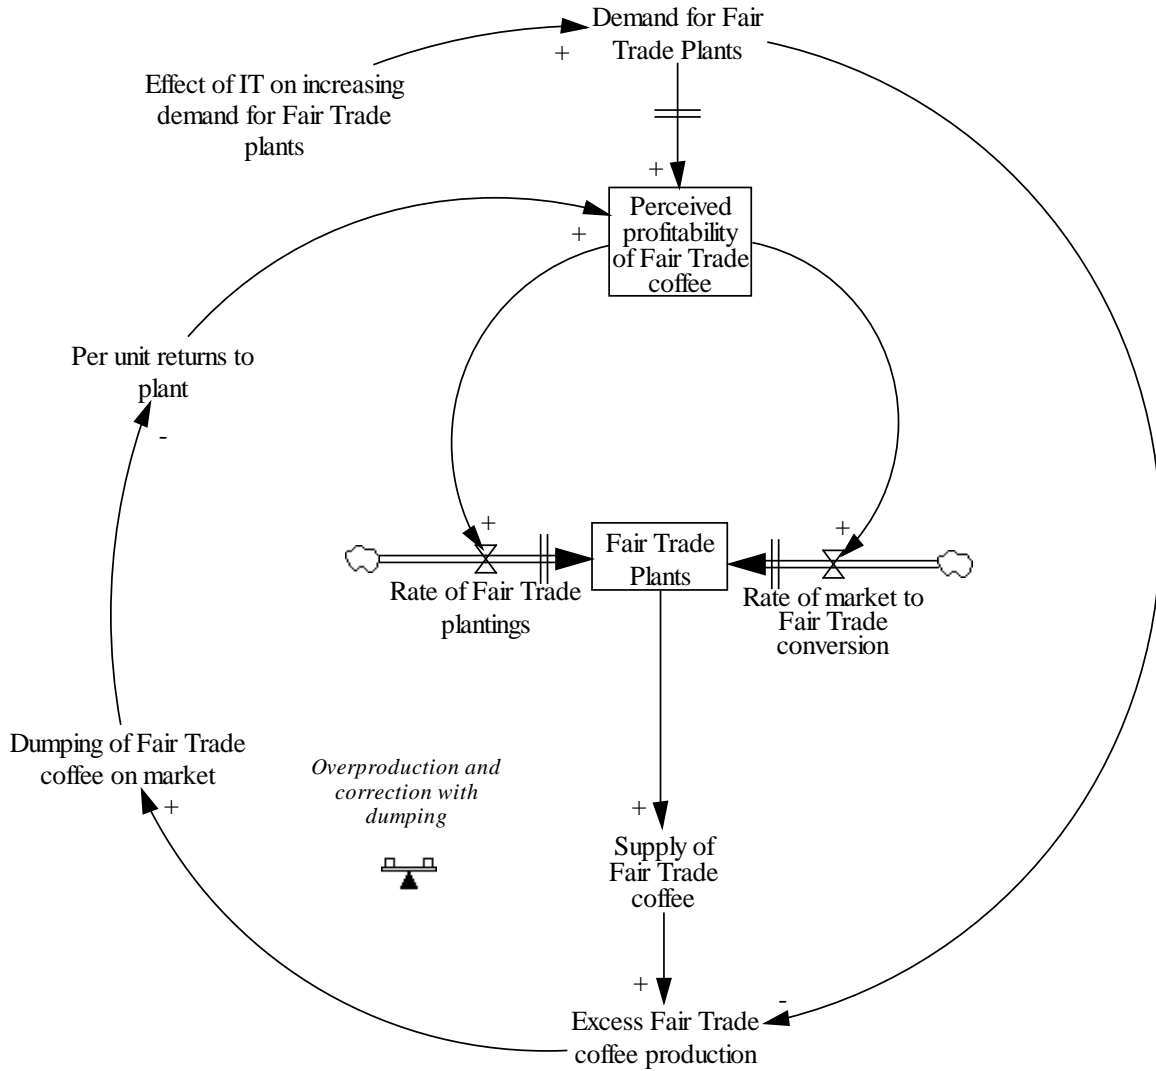 Demand for Fair
Trade Plants
+
Effect of IT on increasing
demand for Fair Trade
plants
+
Perceived
profitability
of Fair Trade
coffee
+
Per unit returns to
plant
-
+
+
Fair Trade
Plants
Rate of Fair Trade
plantings
Rate of market to
Fair Trade
conversion
Dumping of Fair Trade
coffee on market
+
Overproduction and
correction with
dumping
+
Supply of
Fair Trade
coffee
+
-
Excess Fair Trade
coffee production